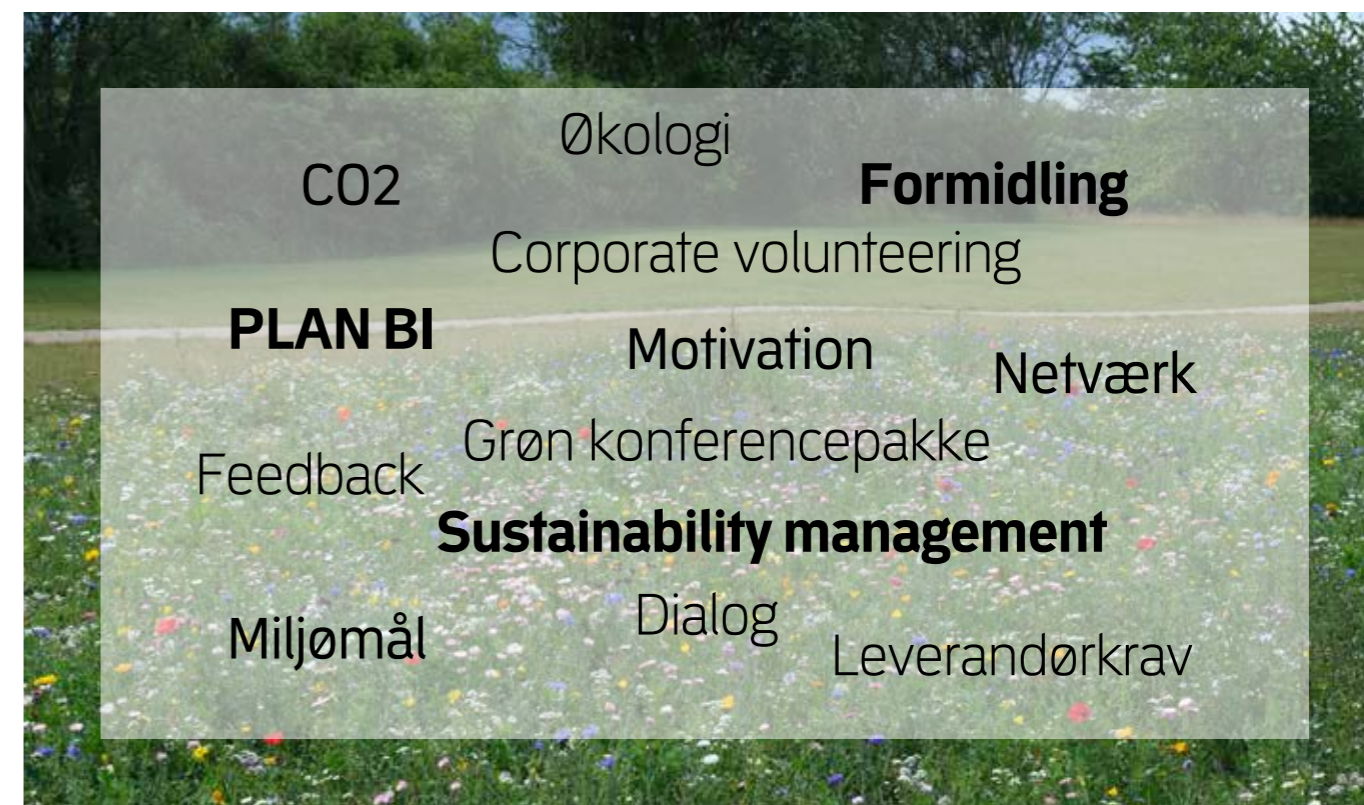 Økologi
CO2
Formidling
Corporate volunteering
PLAN BI
Motivation
Netværk
Grøn konferencepakke
Feedback
Sustainability management
Dialog
Miljømål
Leverandørkrav